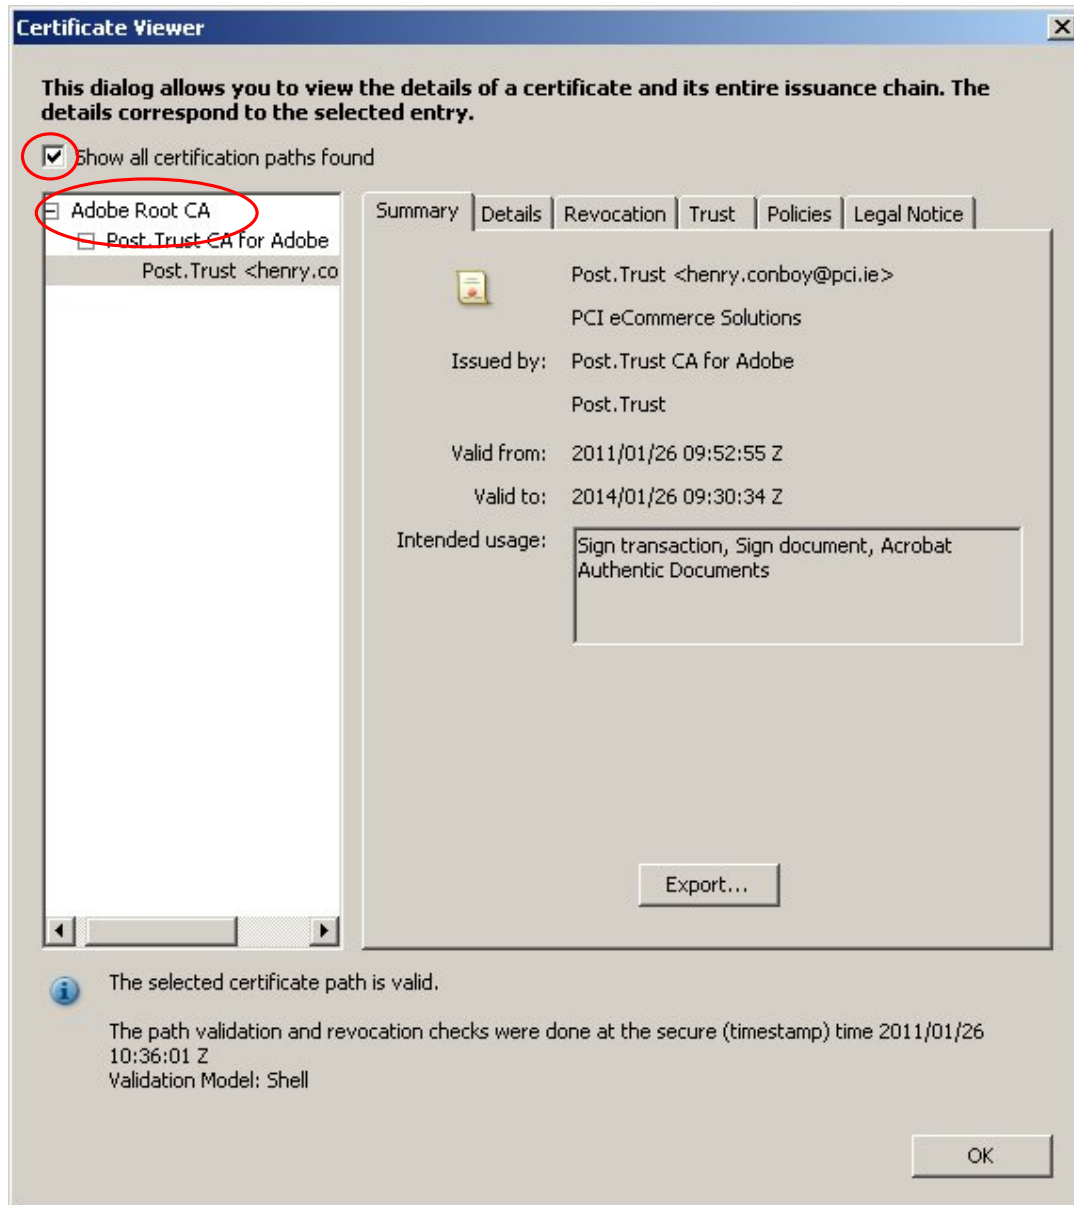 Certificate Viewer
This dialog allows you to view the details of a certificate and its entire issuance chain. The
details correspond to the selected entry.
Show all certification paths found
Adobe Root CA
Post.Trust CA for Adobe
Post.Trust <henry.co
Summary Details Revocation Trust Policies Legal Notice
Post.Trust <henry.conboy@pci.ie>
PCI eCommerce Solutions
Issued by: Post.Trust CA for Adobe
Post.Trust
Valid from: 2011/01/26 09:52:55 Z
Valid to: 2014/01/26 09:30:34 Z
Intended usage: Sign transaction, Sign document, Acrobat
Authentic Documents
Export...
The selected certificate path is valid.
The path validation and revocation checks were done at the secure (timestamp) time 2011/01/26
10:36:01 Z
Validation Model: Shell
OK